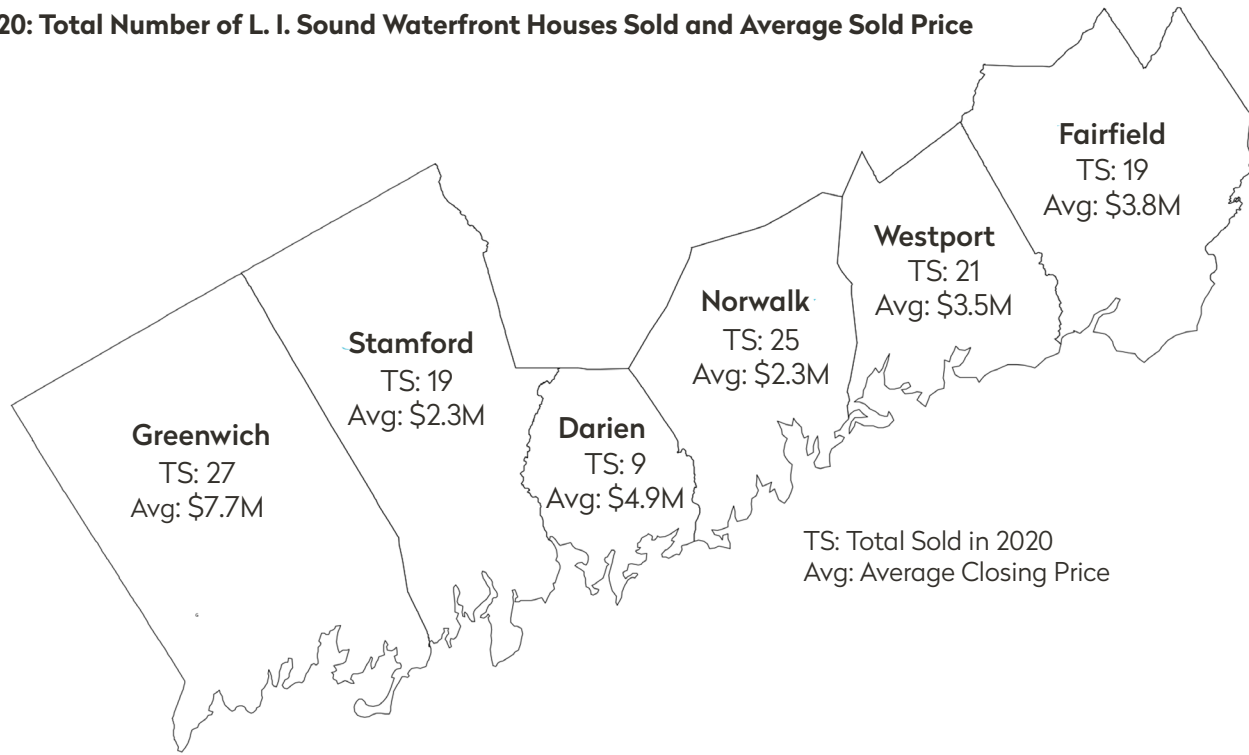 20: Total Number of L. I. Sound Waterfront Houses Sold and Average Sold Price
Fairfield
TS: 19
Avg: $3.8M
Westport
TS: 21
Avg: $3.5M
Norwalk
TS: 25
Avg: $2.3M
Stamford
TS: 19
Avg: $2.3M
Darien
TS: 9
Avg: $4.9M
Greenwich
TS: 27
Avg: $7.7M
TS: Total Sold in 2020
Avg: Average Closing Price